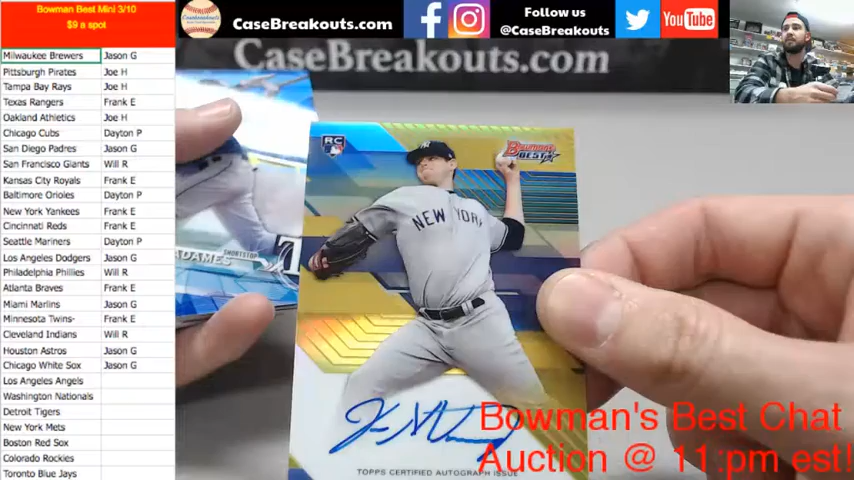 Bowman Best Mini 3/10
$9 a spot
Milwaukee Brewers Jason G
Pittsburgh Pirates Joe H
Tampa Bay Rays Joe H
Texas Rangers Frank E
Oakland Athletics Joe H
Chicago Cubs Dayton P
San Diego Padres Jason G
San Francisco Giants Will R
Kansas City Royals Frank E
Baltimore Orioles Dayton P
New York Yankees Frank E
Cincinnati Reds Frank E
Seattle Mariners Dayton P
Los Angeles Dodgers Jason G
Philadelphia Phillies Will R
Atlanta Braves Frank E
Miami Marlins Jason G
Minnesota Twins- Frank E
Cleveland Indians Will R
Houston Astros Jason G
Chicago White Sox Jason G
Los Angeles Angels
Washington Nationals
Detroit Tigers
New York Mets
Boston Red Sox
Colorado Rockies
Toronto Blue Jays
CaseBreakouts.com
Follow us
@CaseBreakouts
YouTube
CaseBreakouts.com
RC
Bowman's
BEST
NEW YORK
ADAMES
SHORTSTOP
TOPPS CERTIFIED AUTOGRAPH ISSUE
Bowman's Best Chat
Auction @ 11:pm est!